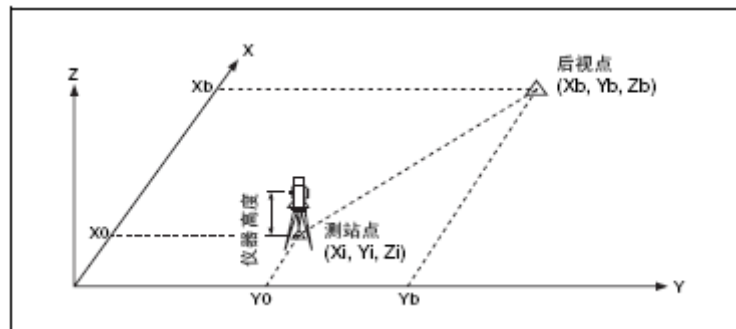 X
Z
Xb
后视点
(Xb, Yb, Zb)
仪器高度
X0
测站点
(Xi, Yi, Zi)
Y0
Yb
Y